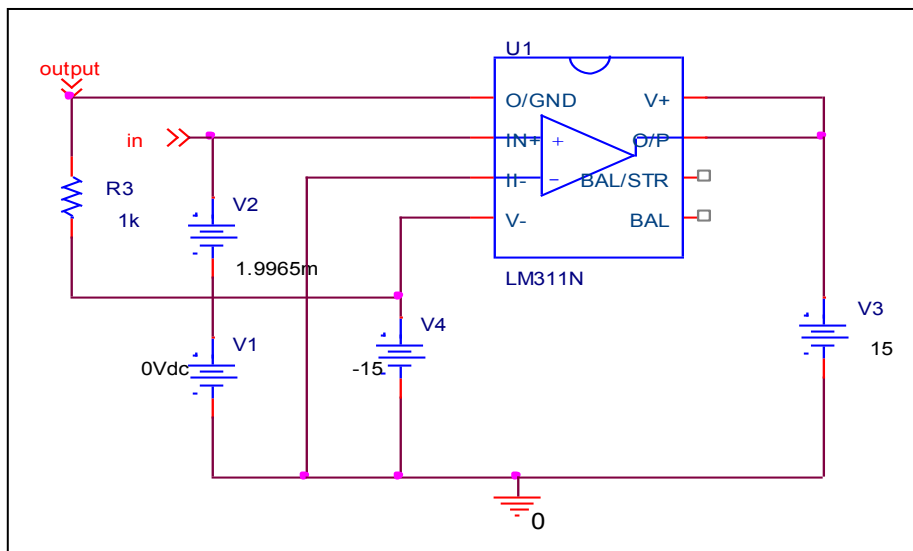 U1
output
O/GND
V+
in
IN+
+
O/P
R3
1k
II-
−
BAL/STR
V2
V-
BAL
1.9965m
LM311N
V4
V3
V1
0Vdc
-15
15
0